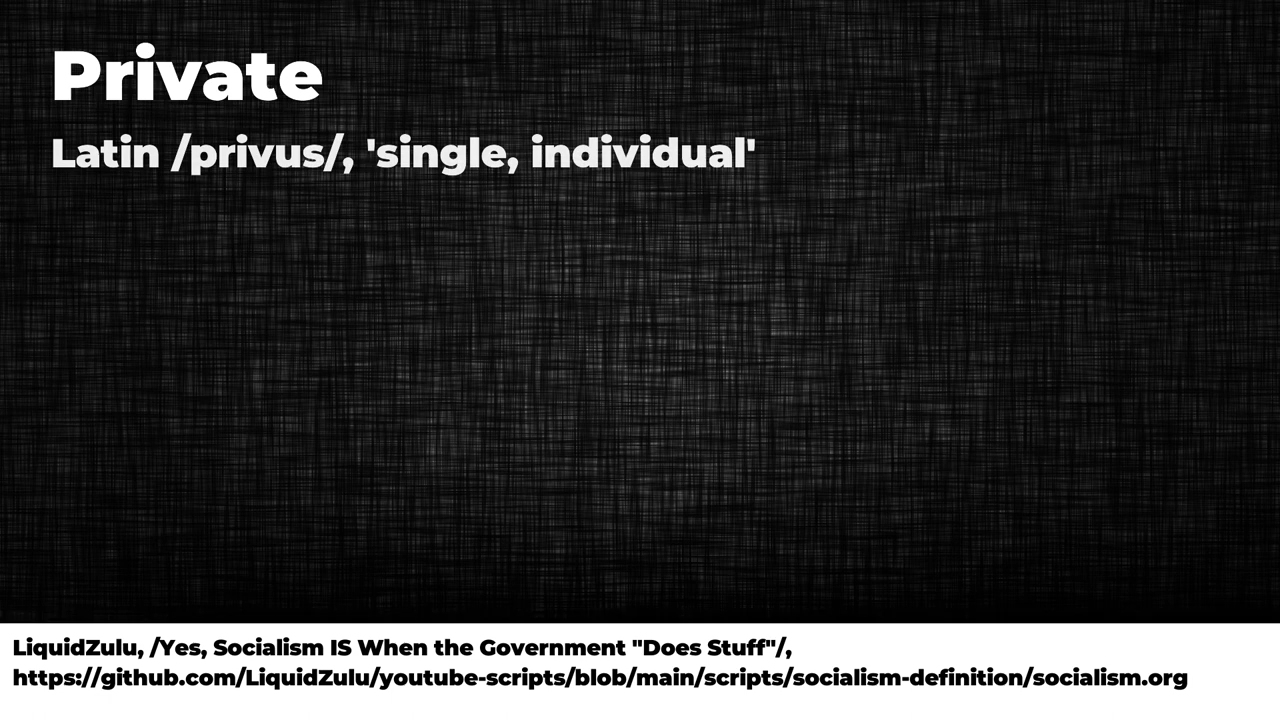 Private
Latin /privus/, 'single, individual'
LiquidZulu, /Yes, Socialism IS When the Government "Does Stuff"/,
https://github.com/LiquidZulu/youtube-scripts/blob/main/scripts/socialism-definition/socialism.org